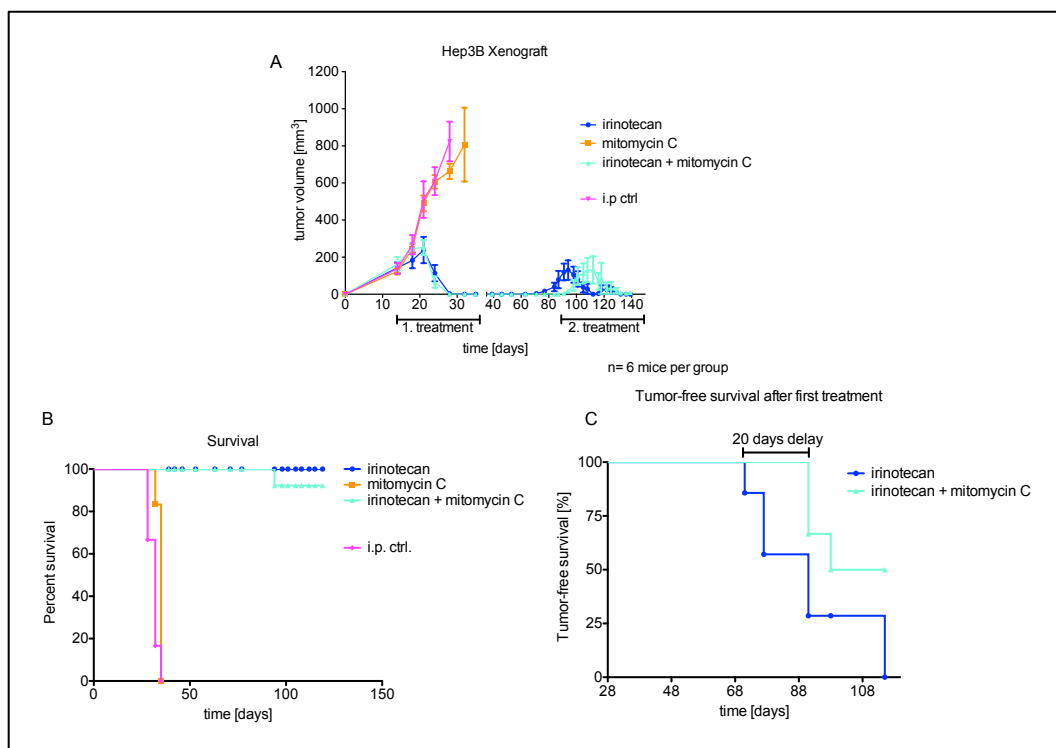 Hep3B Xenograft
A
1200
1000
800
600
400
200
0
tumor volume [mm³]
irinotecan
mitomycin C
irinotecan + mitomycin C
i.p ctrl
0 20 40 60 80 100 120 140
1. treatment
2. treatment
time [days]
n= 6 mice per group
B
Survival
100
80
60
40
20
0
Percent survival
irinotecan
mitomycin C
irinotecan + mitomycin C
i.p. ctrl.
0 50 100 150
time [days]
Tumor-free survival after first treatment
C
20 days delay
100
75
50
25
0
Tumor-free survival [%]
irinotecan
irinotecan + mitomycin C
28 48 68 88 108
time [days]